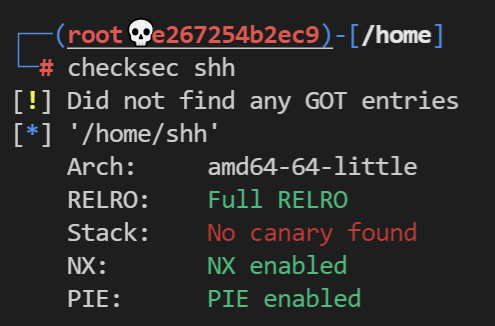 ┌──(root💀e267254b2ec9)-[/home]
└─# checksec shh
[!] Did not find any GOT entries
[*] '/home/shh'
    Arch:     amd64-64-little
    RELRO:    Full RELRO
    Stack:    No canary found
    NX:       NX enabled
    PIE:      PIE enabled